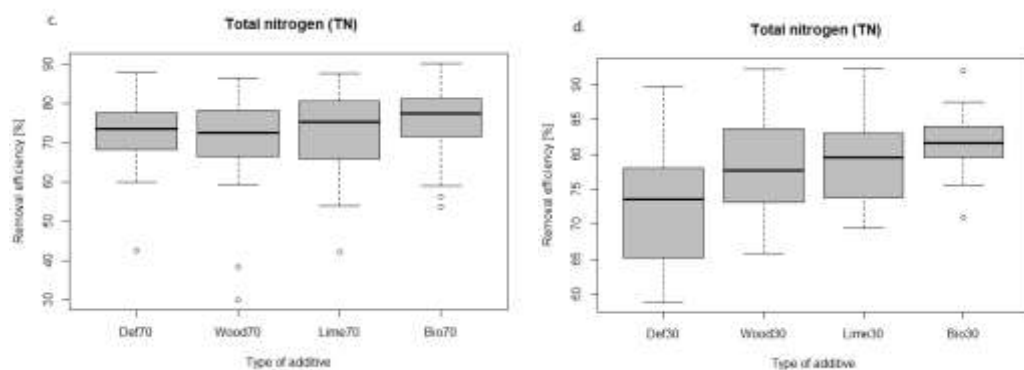 c.
Total nitrogen (TN)
Removal efficiency [%]
90
80
70
60
50
40
30
Def70 Wood70 Lime70 Bio70
Type of additive
d.
Total nitrogen (TN)
Removal efficiency [%]
90
85
80
75
70
65
60
Def30 Wood30 Lime30 Bio30
Type of additive